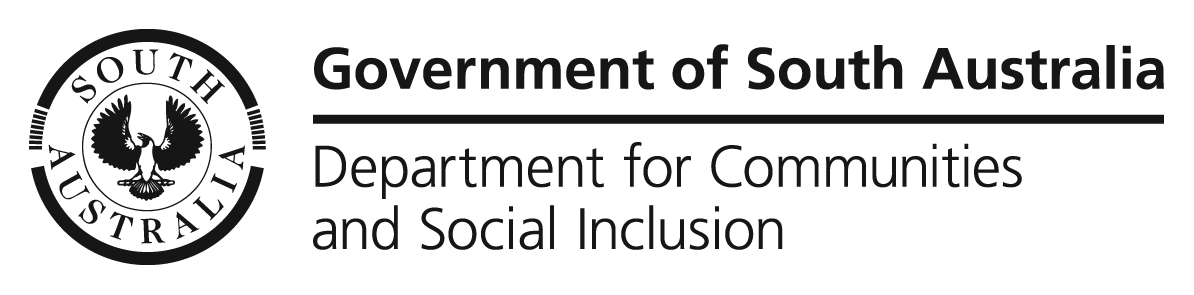 SOUTH
AUSTRALIA
Government of South Australia
Department for Communities
and Social Inclusion